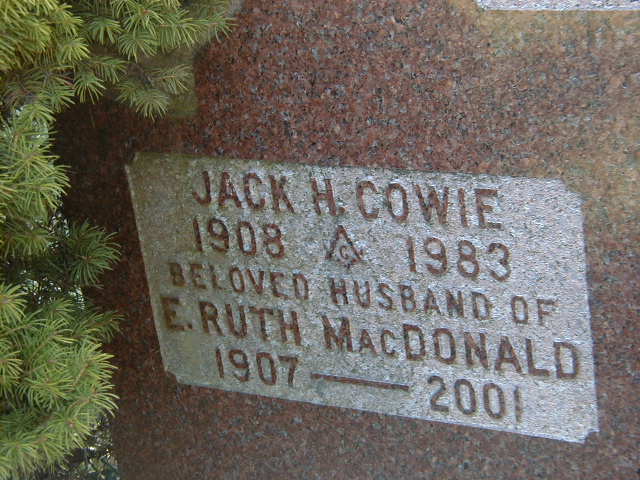 JACK H. COWIE
1908 G 1983
BELOVED HUSBAND OF
E. RUTH MACDONALD
1907 — 2001